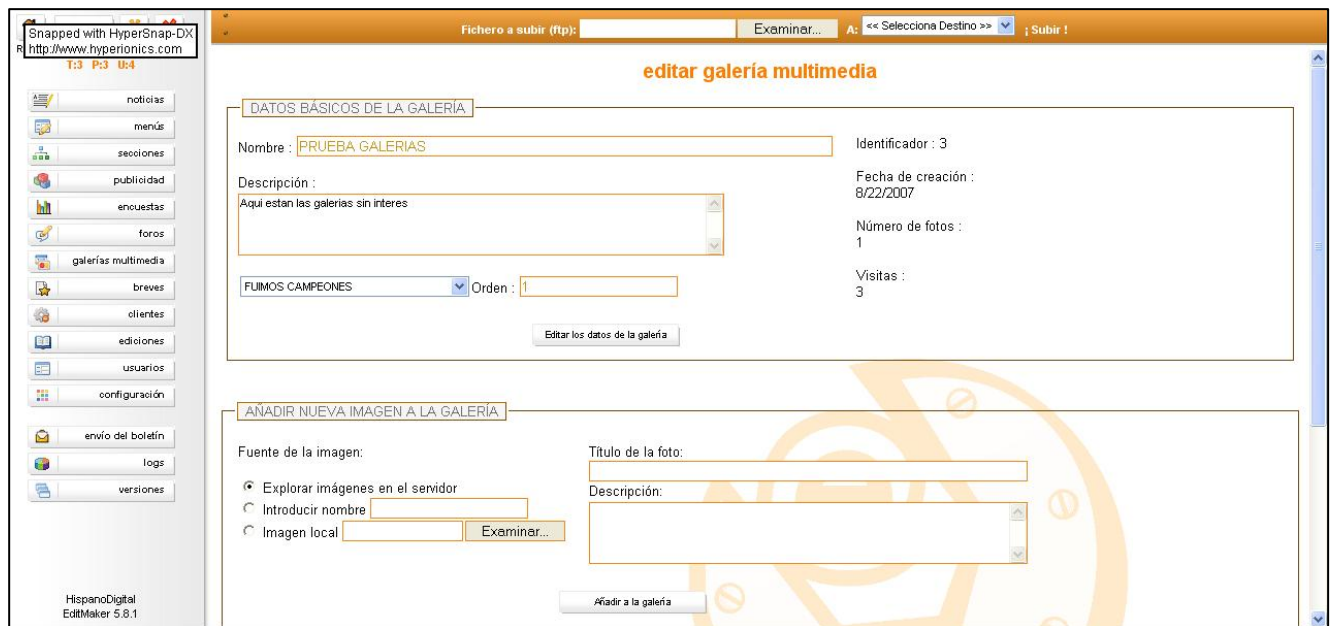 Snapped with HyperSnap-DX
http://www.hyperionics.com
T:3 P:3 U:4
Fichero a subir (ftp): Examinar... A: << Selecciona Destino >> ¡ Subir !
noticias
menús
secciones
publicidad
encuestas
foros
galerías multimedia
breves
clientes
ediciones
usuarios
configuración
envío del boletín
logs
versiones
HispanoDigital
EditMaker 5.8.1
editar galería multimedia
DATOS BÁSICOS DE LA GALERÍA
Nombre : PRUEBA GALERIAS
Descripción :
Aqui estan las galerias sin interes
FUIMOS CAMPEONES Orden : 1
Identificador : 3
Fecha de creación :
8/22/2007
Número de fotos :
1
Visitas :
3
Editar los datos de la galería
AÑADIR NUEVA IMAGEN A LA GALERÍA
Fuente de la imagen:
Explorar imágenes en el servidor
Introducir nombre
Imagen local Examinar...
Título de la foto:
Descripción:
Añadir a la galería